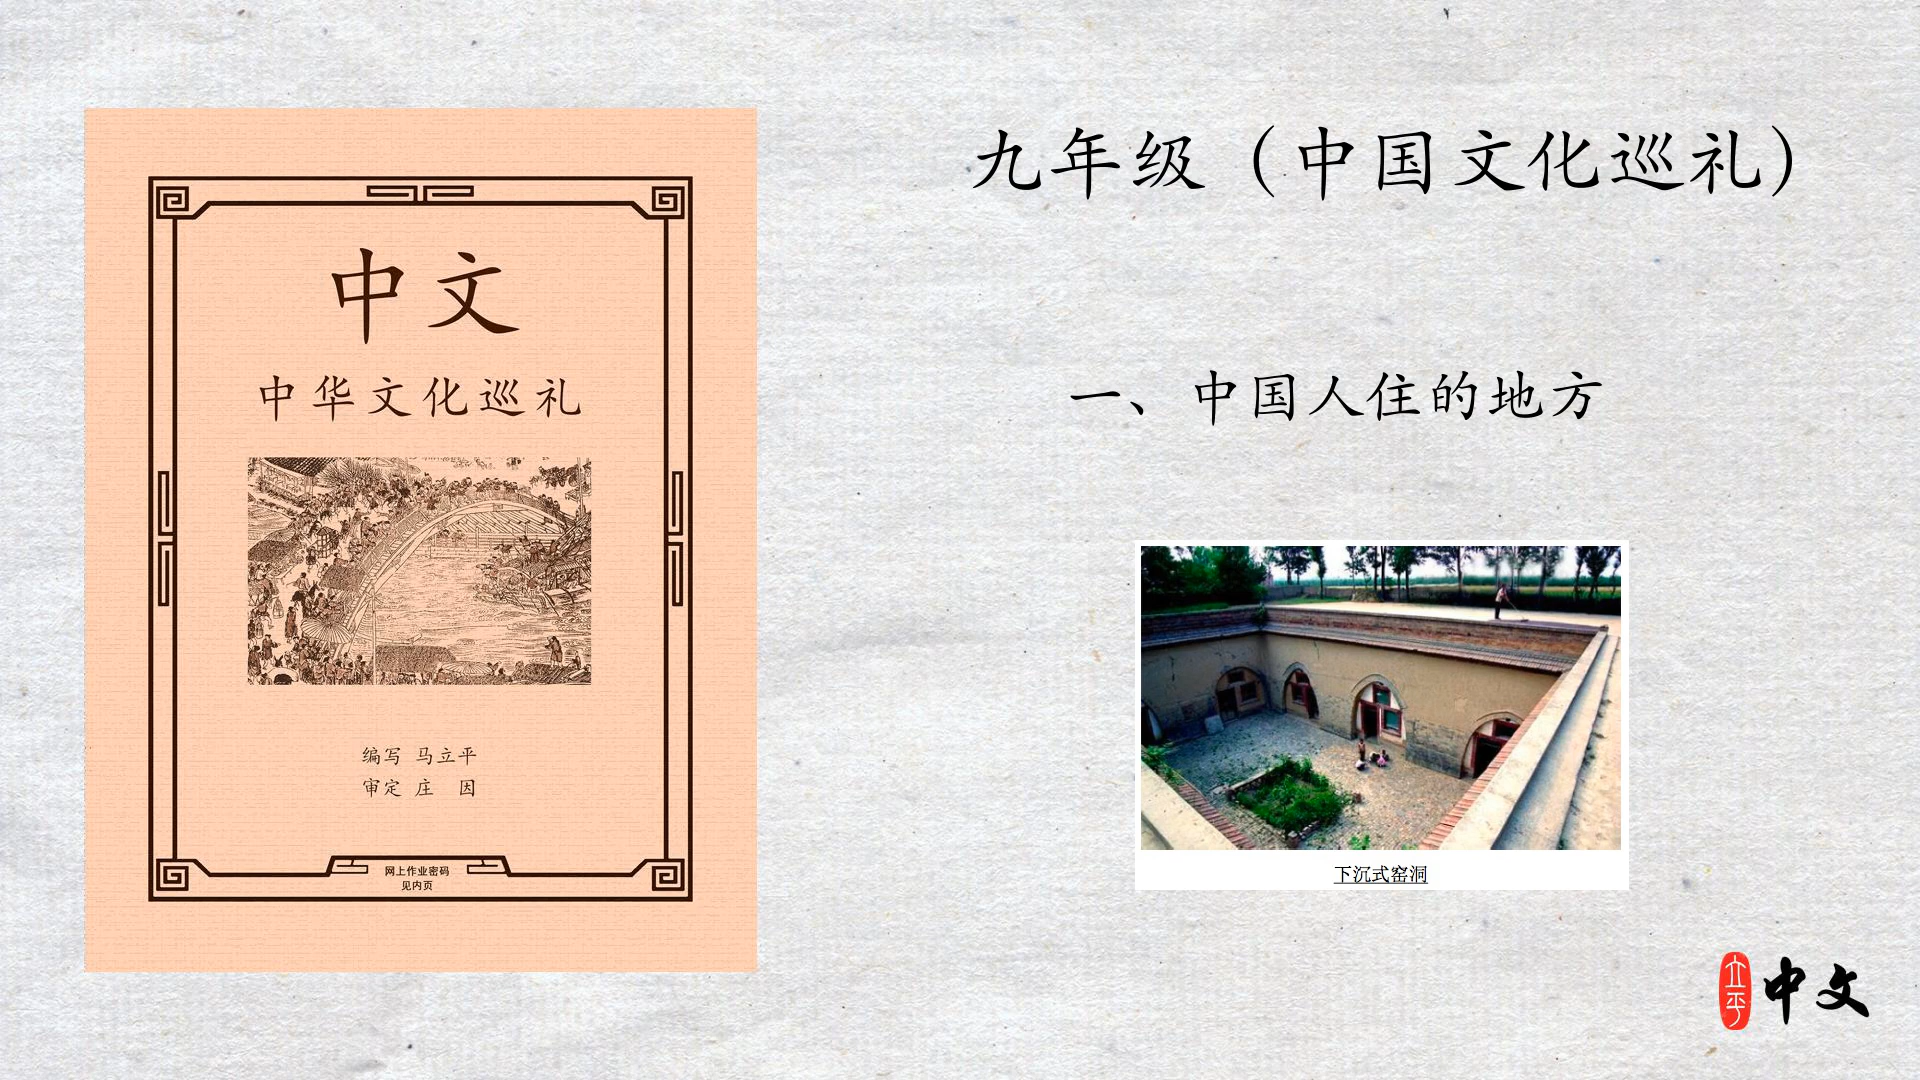 中文
中华文化巡礼
编写 马立平
审定 庄 因
网上作业密码
见内页
九年级（中国文化巡礼）
一、中国人住的地方
下沉式窑洞
立平
中文